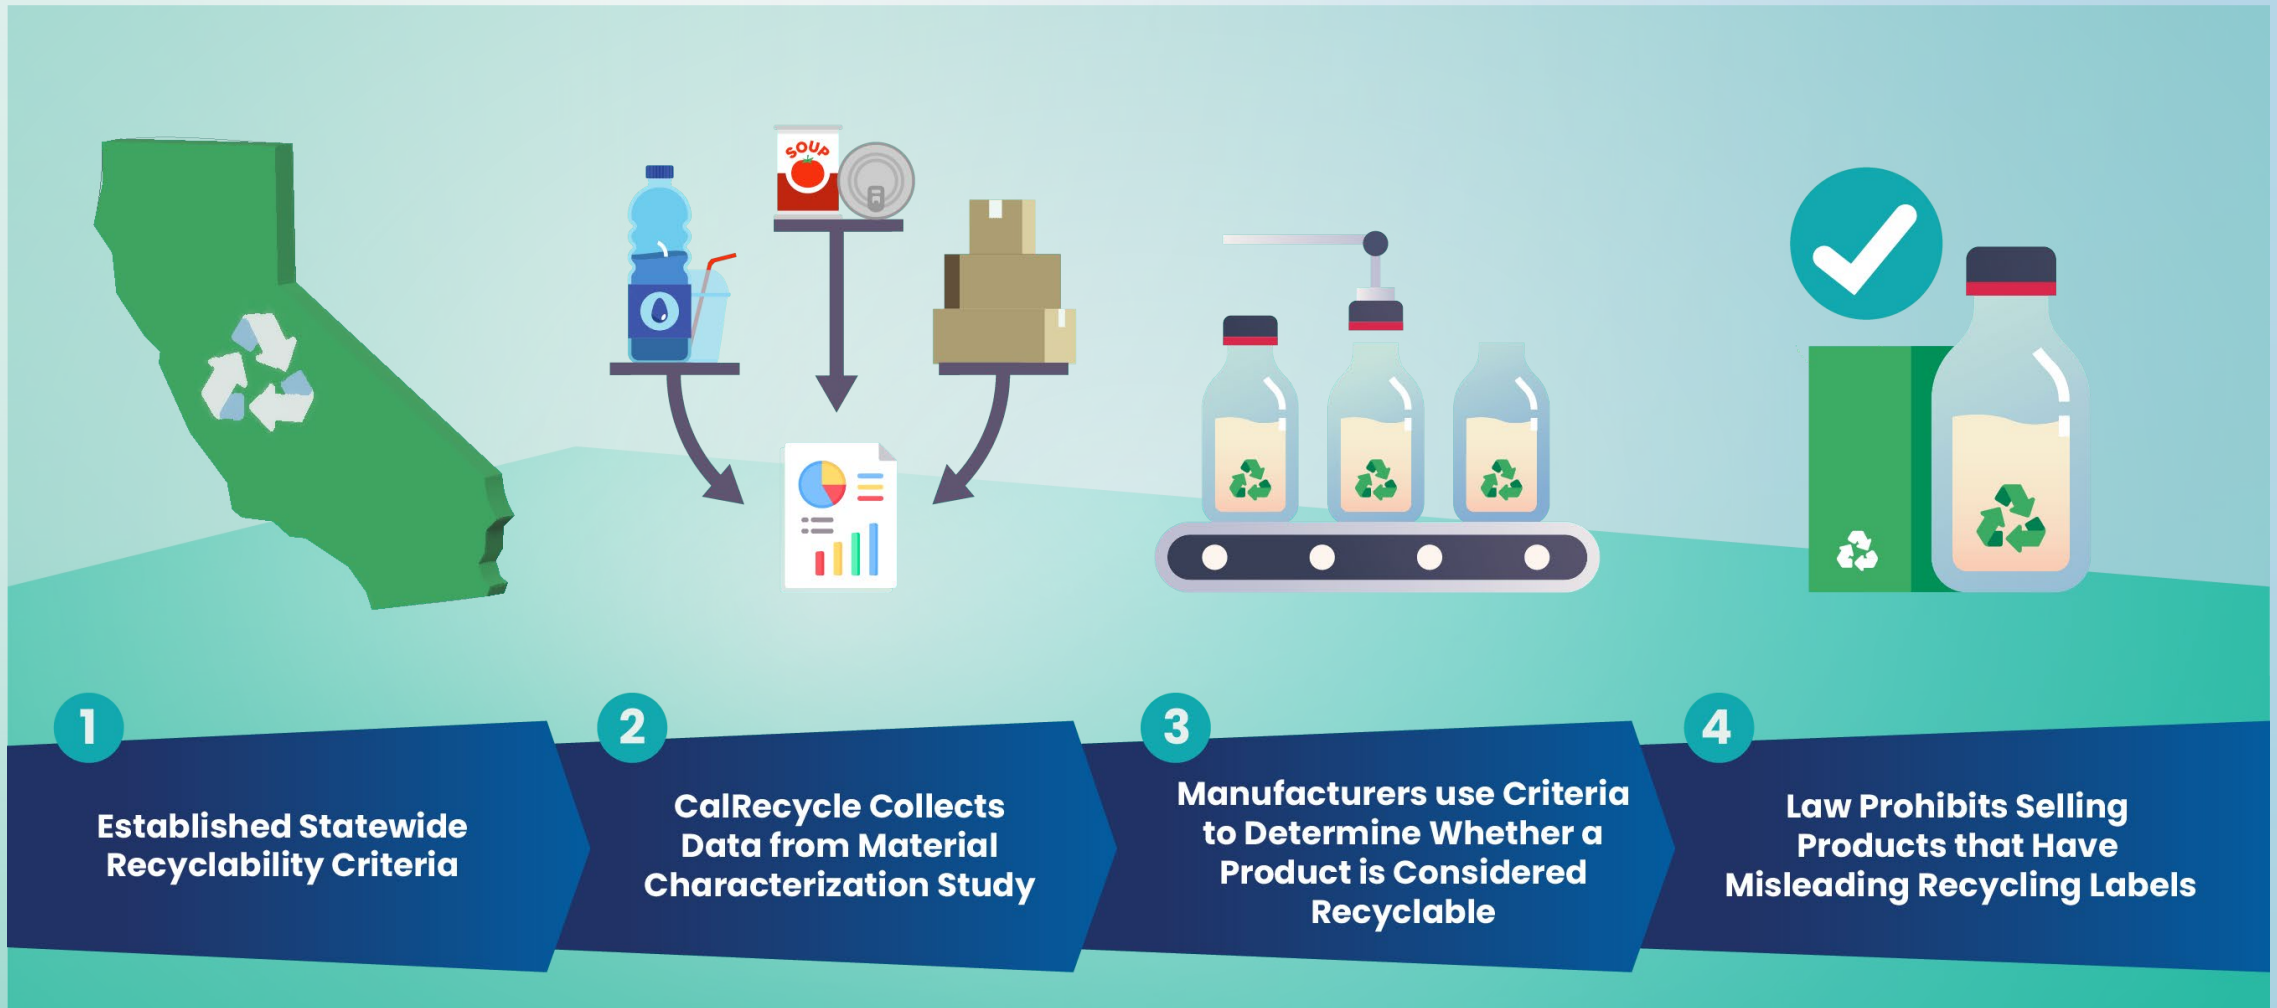 SOUP
1
Established Statewide
Recyclability Criteria
2
CalRecycle Collects
Data from Material
Characterization Study
3
Manufacturers use Criteria
to Determine Whether a
Product is Considered
Recyclable
4
Law Prohibits Selling
Products that Have
Misleading Recycling Labels